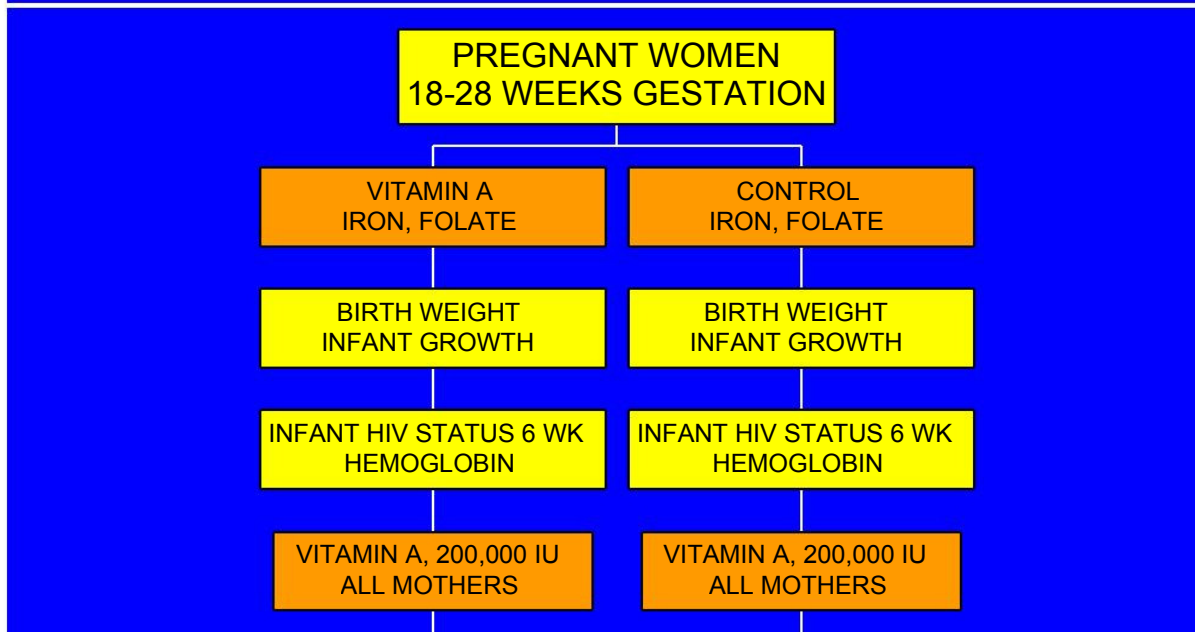 PREGNANT WOMEN
18-28 WEEKS GESTATION
VITAMIN A
IRON, FOLATE
CONTROL
IRON, FOLATE
BIRTH WEIGHT
INFANT GROWTH
BIRTH WEIGHT
INFANT GROWTH
INFANT HIV STATUS 6 WK
HEMOGLOBIN
INFANT HIV STATUS 6 WK
HEMOGLOBIN
VITAMIN A, 200,000 IU
ALL MOTHERS
VITAMIN A, 200,000 IU
ALL MOTHERS